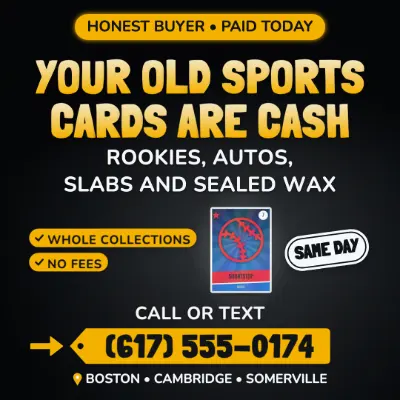 HONEST BUYER • PAID TODAY
YOUR OLD SPORTS
CARDS ARE CASH
ROOKIES, AUTOS,
SLABS AND SEALED WAX
WHOLE COLLECTIONS
NO FEES
SAME DAY
CALL OR TEXT
(617) 555-0174
BOSTON • CAMBRIDGE • SOMERVILLE